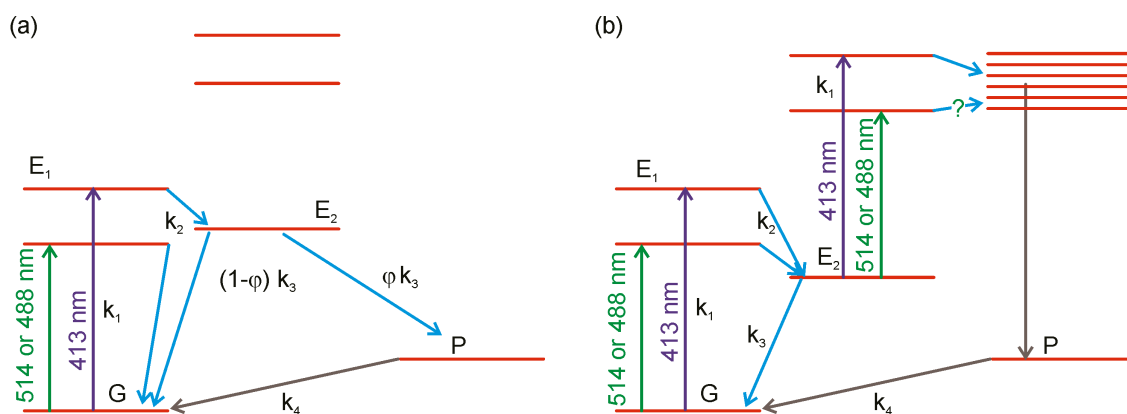 (a)
E₁
E₂
k₂
514 or 488 nm
413 nm
k₁
(1-φ) k₃
φ k₃
G
P
k₄
(b)
k₁
?
413 nm
514 or 488 nm
E₁
k₂
E₂
514 or 488 nm
413 nm
k₁
k₃
G
P
k₄